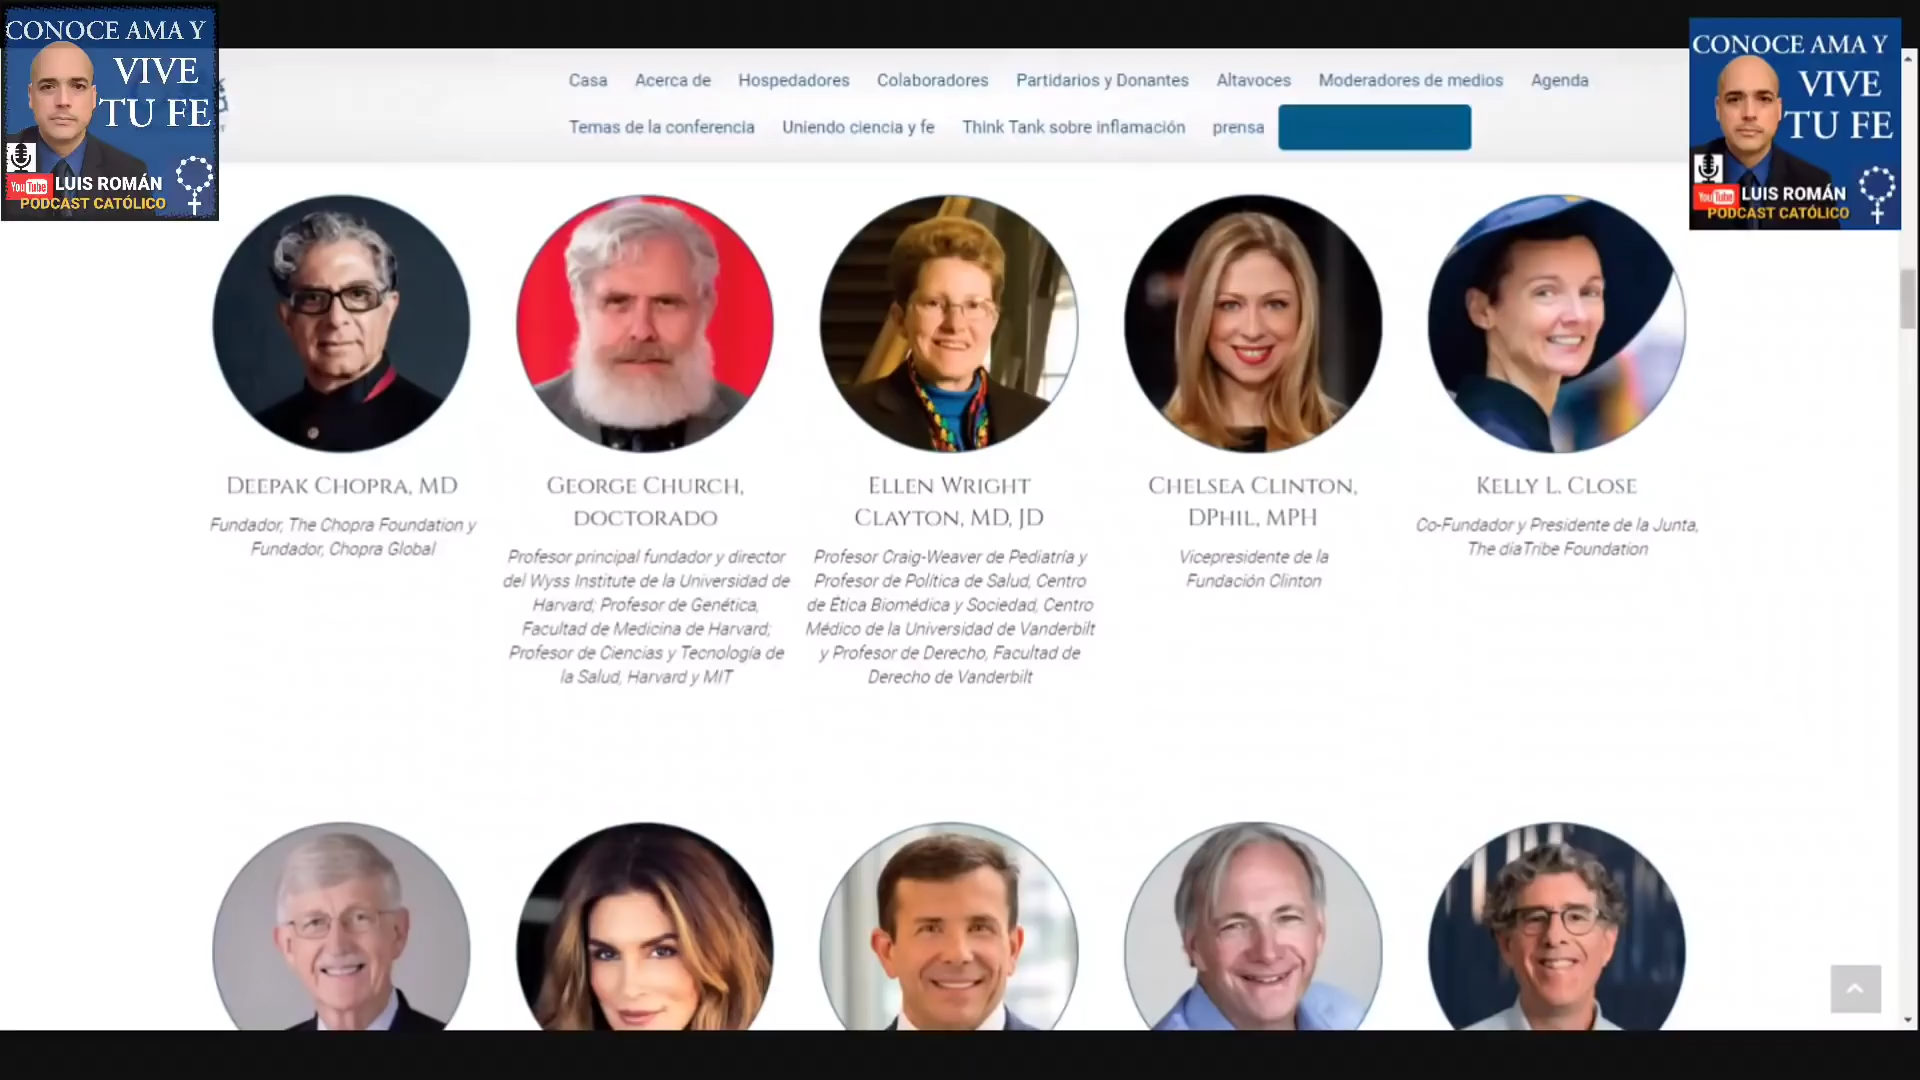 CONOCE AMA Y
VIVE
TU FE
YouTube LUIS ROMÁN
PODCAST CATÓLICO
Casa Acerca de Hospedadores Colaboradores Partidarios y Donantes Altavoces Moderadores de medios Agenda
Temas de la conferencia Uniendo ciencia y fe Think Tank sobre inflamación prensa
CONOCE AMA Y
VIVE
TU FE
YouTube LUIS ROMÁN
PODCAST CATÓLICO
DEEPAK CHOPRA, MD
Fundador, The Chopra Foundation y
Fundador, Chopra Global
GEORGE CHURCH,
DOCTORADO
Profesor principal fundador y director
del Wyss Institute de la Universidad de
Harvard; Profesor de Genética,
Facultad de Medicina de Harvard;
Profesor de Ciencias y Tecnología de
la Salud, Harvard y MIT
ELLEN WRIGHT
CLAYTON, MD, JD
Profesor Craig-Weaver de Pediatría y
Profesor de Política de Salud, Centro
de Ética Biomédica y Sociedad, Centro
Médico de la Universidad de Vanderbilt
y Profesor de Derecho, Facultad de
Derecho de Vanderbilt
CHELSEA CLINTON,
DPHIL, MPH
Vicepresidente de la
Fundación Clinton
KELLY L. CLOSE
Co-Fundador y Presidente de la Junta,
The diaTribe Foundation